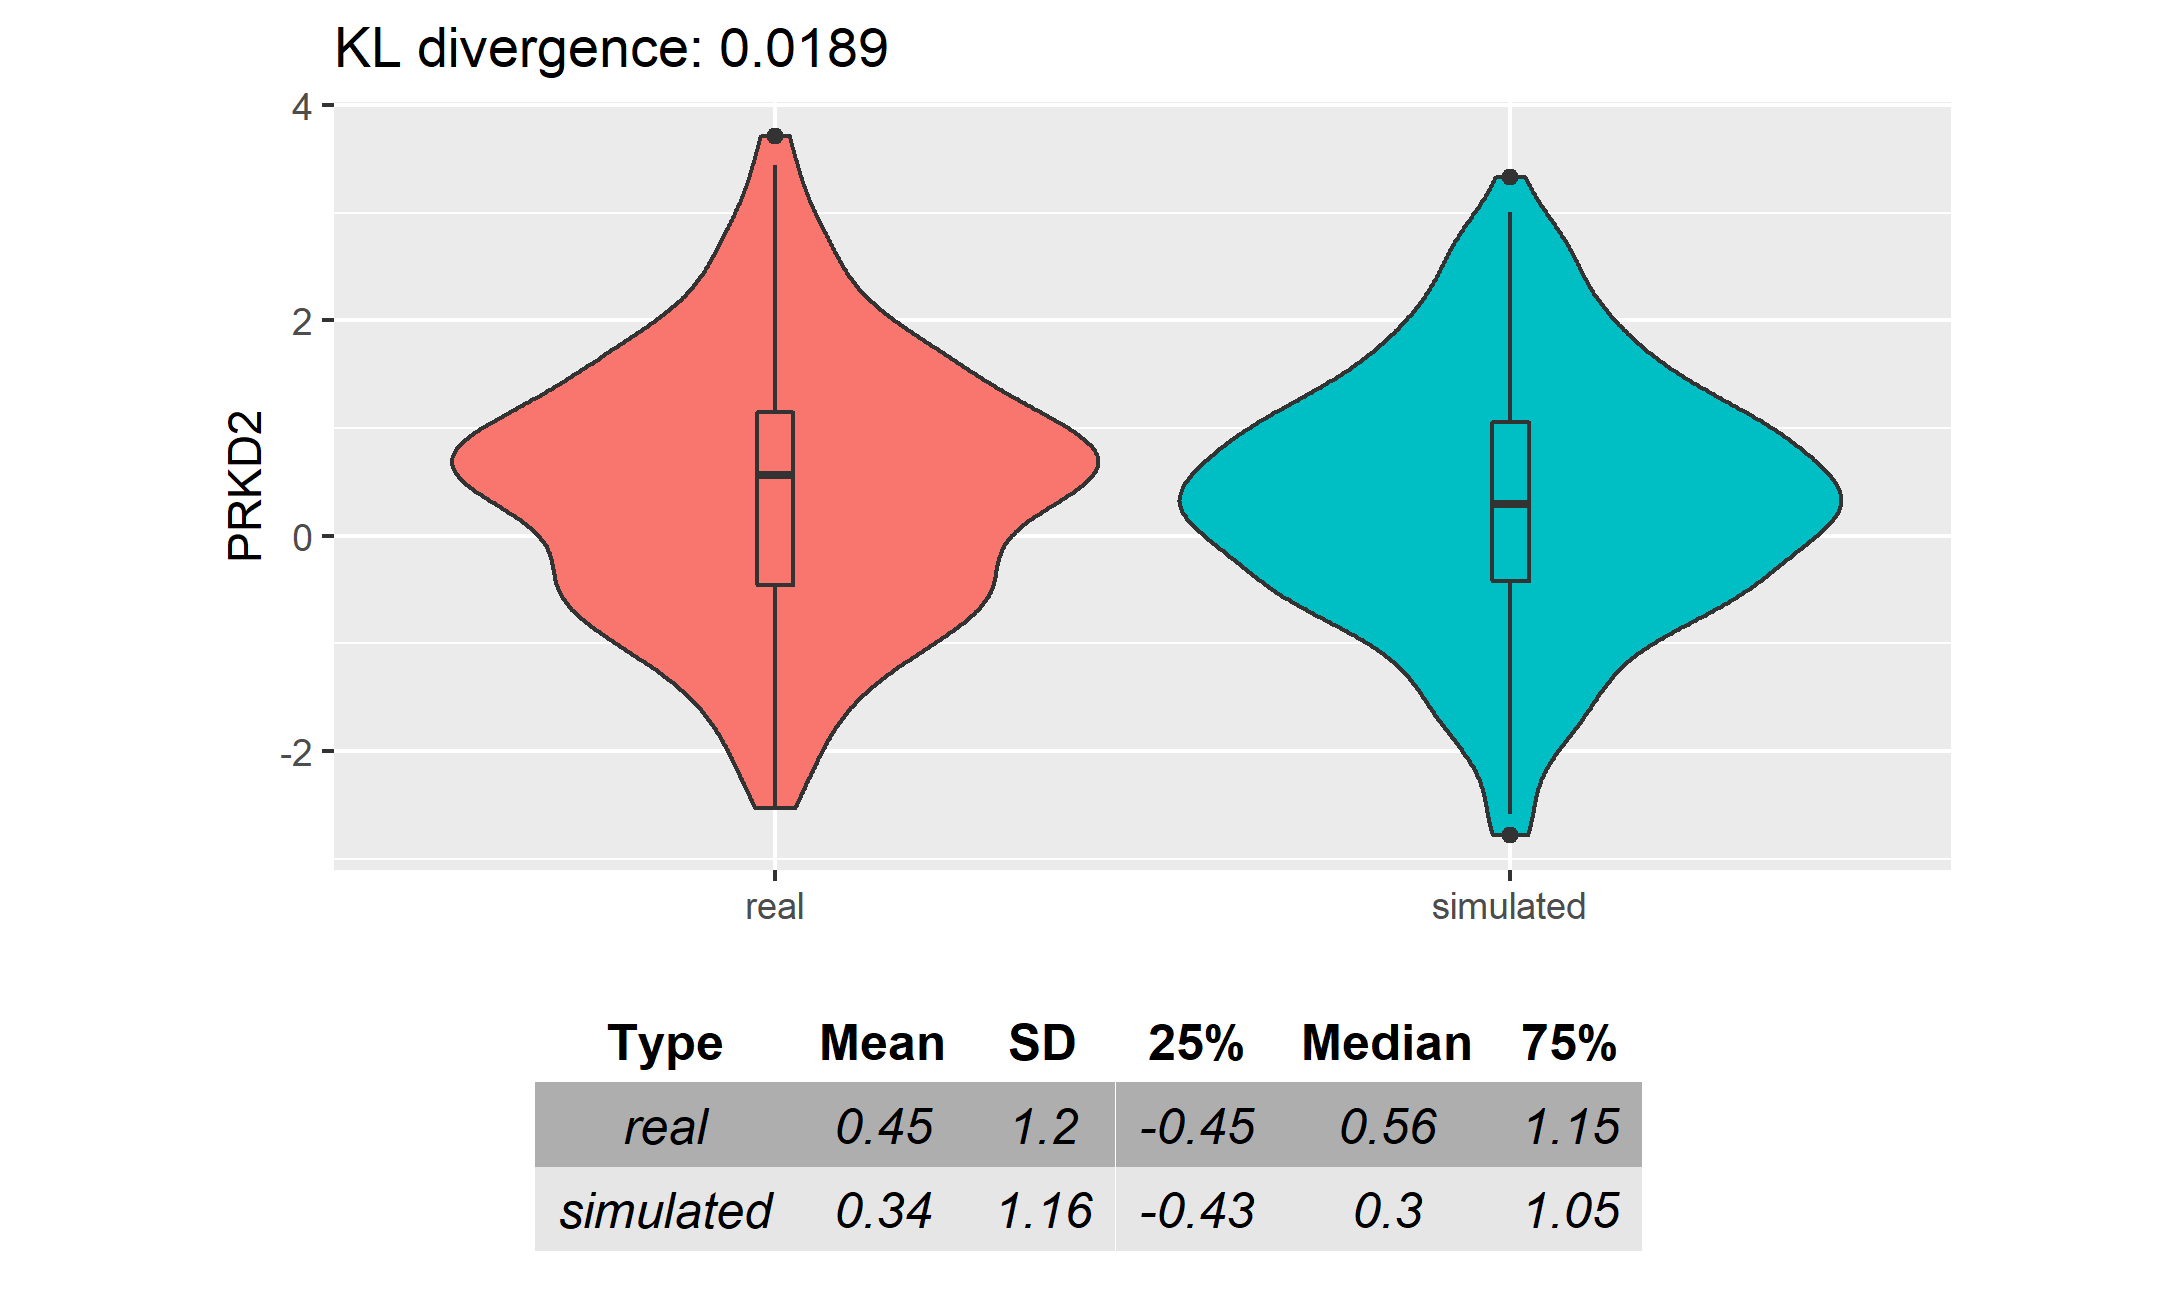 KL divergence: 0.0189
4
2
0
-2
PRKD2
real simulated
Type Mean SD 25% Median 75%
real 0.45 1.2 -0.45 0.56 1.15
simulated 0.34 1.16 -0.43 0.3 1.05